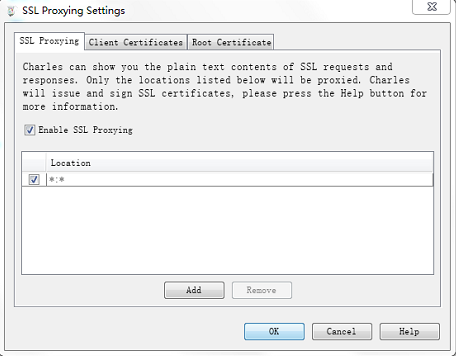 SSL Proxying Settings
SSL Proxying Client Certificates Root Certificate
Charles can show you the plain text contents of SSL requests and
responses. Only the locations listed below will be proxied. Charles
will issue and sign SSL certificates, please press the Help button for
more information.
Enable SSL Proxying
Location
*:*
Add Remove
OK Cancel Help